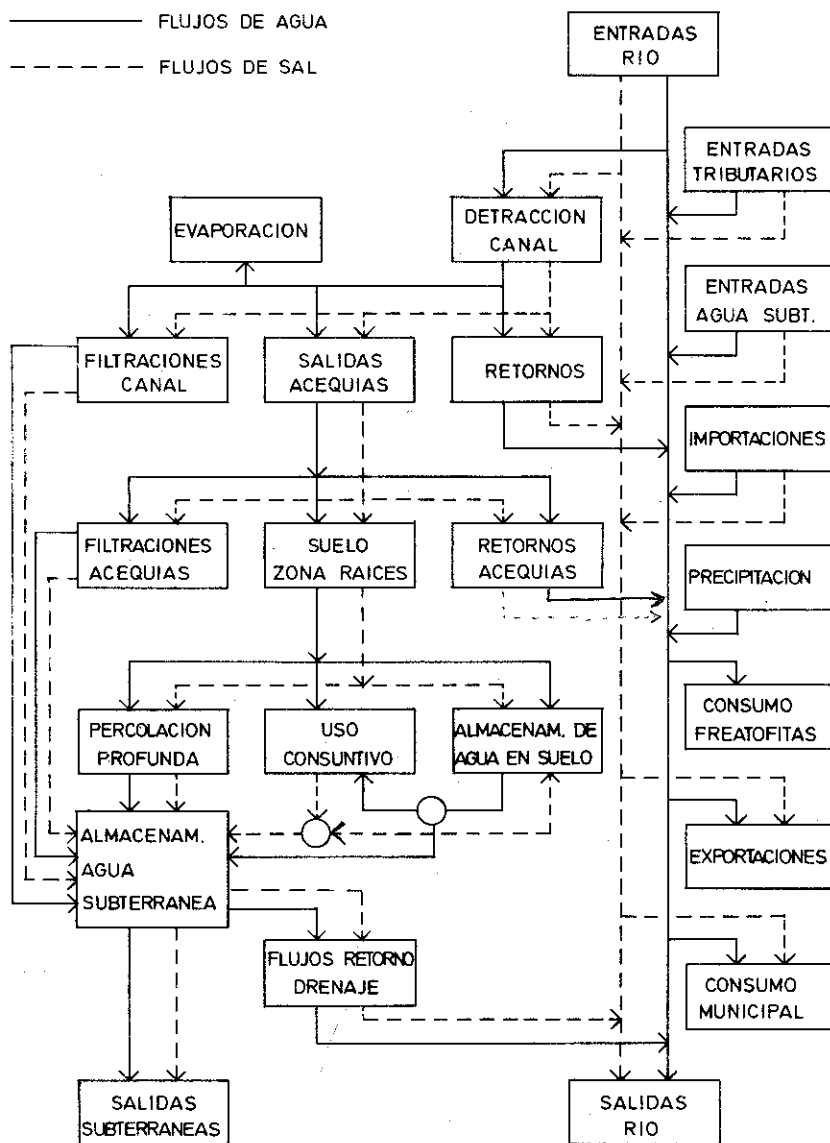 FLUJOS DE AGUA
FLUJOS DE SAL
ENTRADAS
RIO
ENTRADAS
TRIBUTARIOS
EVAPORACION
DETRACCION
CANAL
ENTRADAS
AGUA SUBT.
FILTRACIONES
CANAL
SALIDAS
ACEQUIAS
RETORNOS
IMPORTACIONES
FILTRACIONES
ACEQUIAS
SUELO
ZONA RAICES
RETORNOS
ACEQUIAS
PRECIPITACION
CONSUMO
FREATOFITAS
PERCOLACION
PROFUNDA
USO
CONSUNTIVO
ALMACENAM. DE
AGUA EN SUELO
ALMACENAM.
AGUA
SUBTERRANEA
EXPORTACIONES
FLUJOS RETORNO
DRENAJE
CONSUMO
MUNICIPAL
SALIDAS
SUBTERRANEAS
SALIDAS
RIO